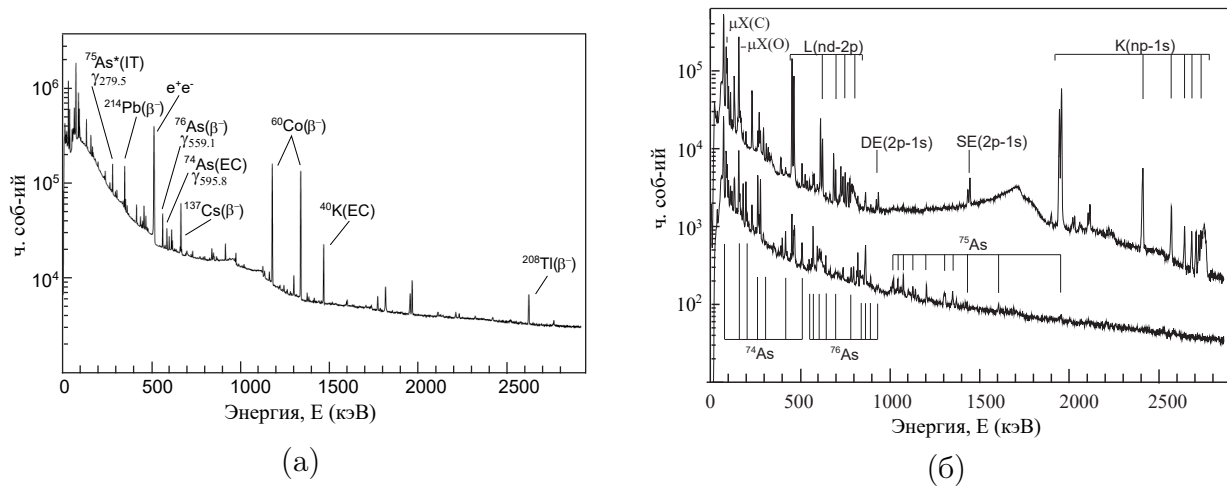 ч. соб-ий
10⁶
10⁵
10⁴
⁷⁵As*(IT)
γ279.5
²¹⁴Pb(β⁻)
e⁺e⁻
⁷⁶As(β⁻)
γ559.1
⁷⁴As(EC)
γ595.8
¹³⁷Cs(β⁻)
⁶⁰Co(β⁻)
⁴⁰K(EC)
²⁰⁸Tl(β⁻)
0 500 1000 1500 2000 2500
Энергия, E (кэВ)
(а)
ч. соб-ий
10⁵
10⁴
10³
10²
μX(C)
μX(O)
L(nd-2p)
K(np-1s)
DE(2p-1s)
SE(2p-1s)
⁷⁵As
⁷⁴As
⁷⁶As
0 500 1000 1500 2000 2500
Энергия, E (кэВ)
(б)